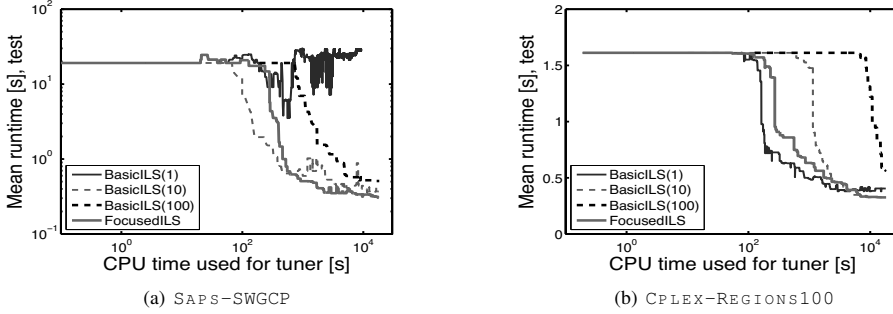 Mean runtime [s], test
10^2
10^1
10^0
10^−1
BasicILS(1)
BasicILS(10)
BasicILS(100)
FocusedILS
10^0
10^2
10^4
CPU time used for tuner [s]
(a) SAPS-SWGCP
Mean runtime [s], test
2
1.5
1
0.5
0
BasicILS(1)
BasicILS(10)
BasicILS(100)
FocusedILS
10^0
10^2
10^4
CPU time used for tuner [s]
(b) CPLEX-REGIONS100